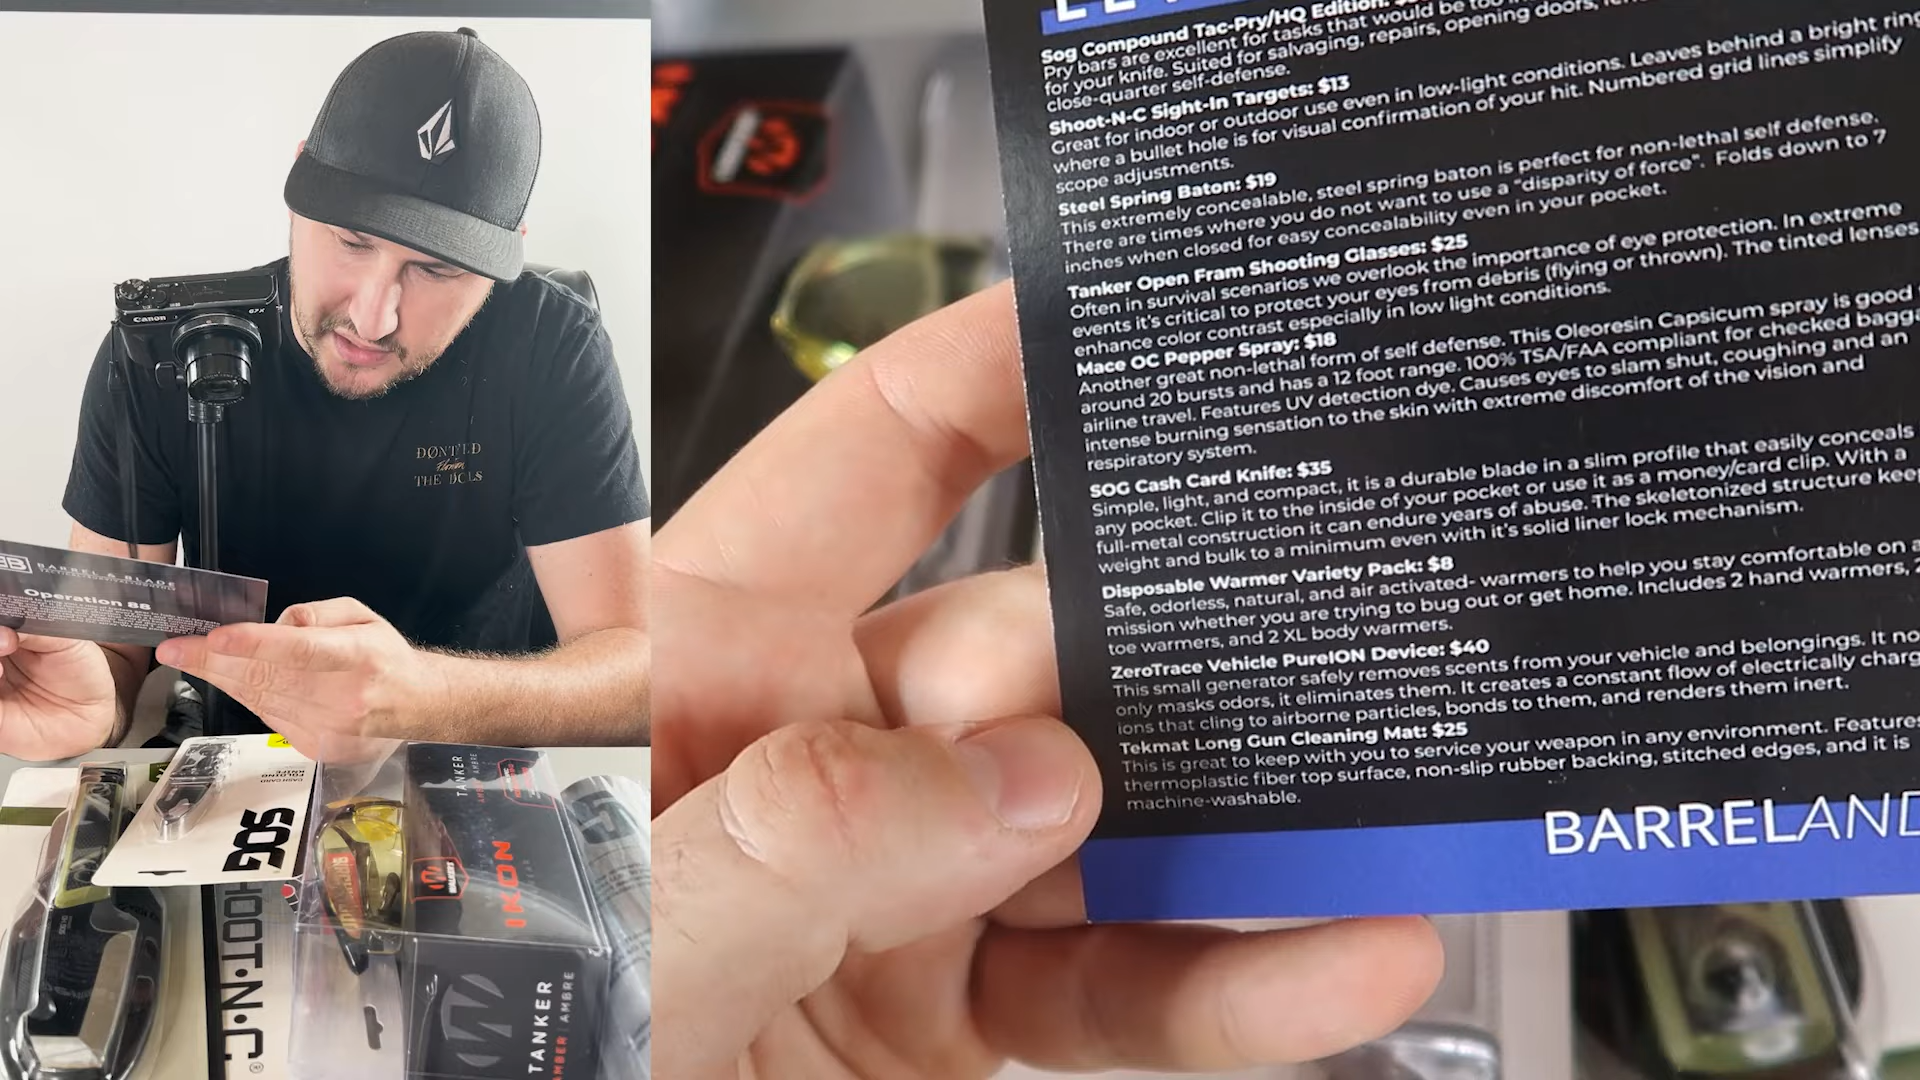 Canon
G7X
DØNT F D
THE DOLS
BARREL & BLADE
Operation 88
CASH CARD
FOLDING
KNIFE
SOG
TANKER
IKON
TANKER
AMBER | AMBRE
Sog Compound Tac-Pry/HQ Edition:
Pry bars are excellent for tasks that would be too
for your knife. Suited for salvaging, repairs, opening doors,
close-quarter self-defense.
Shoot-N-C Sight-In Targets: $13
Great for indoor or outdoor use even in low-light conditions. Leaves behind a bright ring
where a bullet hole is for visual confirmation of your hit. Numbered grid lines simplify
scope adjustments.
Steel Spring Baton: $19
This extremely concealable, steel spring baton is perfect for non-lethal self defense.
There are times where you do not want to use a "disparity of force". Folds down to 7
inches when closed for easy concealability even in your pocket.
Tanker Open Fram Shooting Glasses: $25
Often in survival scenarios we overlook the importance of eye protection. In extreme
events it's critical to protect your eyes from debris (flying or thrown). The tinted lenses
enhance color contrast especially in low light conditions.
Mace OC Pepper Spray: $18
Another great non-lethal form of self defense. This Oleoresin Capsicum spray is good
around 20 bursts and has a 12 foot range. 100% TSA/FAA compliant for checked bagga
airline travel. Features UV detection dye. Causes eyes to slam shut, coughing and an
intense burning sensation to the skin with extreme discomfort of the vision and
respiratory system.
SOG Cash Card Knife: $35
Simple, light, and compact, it is a durable blade in a slim profile that easily conceals
any pocket. Clip it to the inside of your pocket or use it as a money/card clip. With a
full-metal construction it can endure years of abuse. The skeletonized structure keep
weight and bulk to a minimum even with it's solid liner lock mechanism.
Disposable Warmer Variety Pack: $8
Safe, odorless, natural, and air activated- warmers to help you stay comfortable on a
mission whether you are trying to bug out or get home. Includes 2 hand warmers, 2
toe warmers, and 2 XL body warmers.
ZeroTrace Vehicle PureION Device: $40
This small generator safely removes scents from your vehicle and belongings. It no
only masks odors, it eliminates them. It creates a constant flow of electrically charg
ions that cling to airborne particles, bonds to them, and renders them inert.
Tekmat Long Gun Cleaning Mat: $25
This is great to keep with you to service your weapon in any environment. Features
thermoplastic fiber top surface, non-slip rubber backing, stitched edges, and it is
machine-washable.
BARRELAND